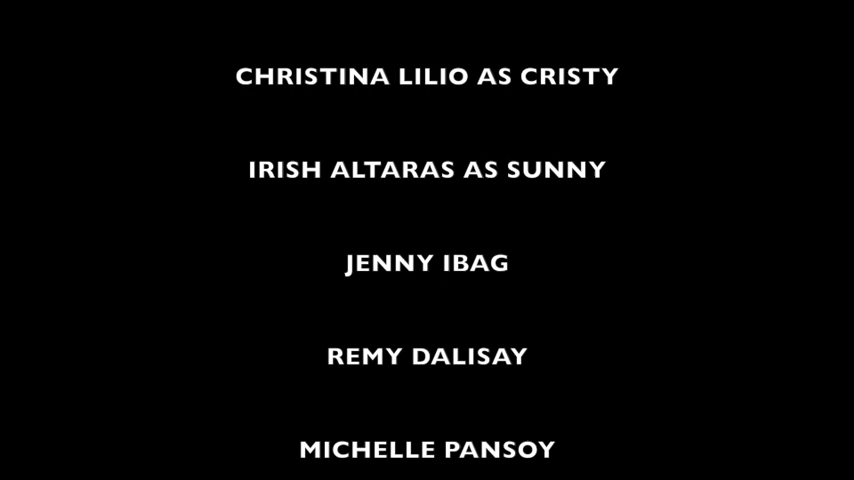 CHRISTINA LILIO AS CRISTY
IRISH ALTARAS AS SUNNY
JENNY IBAG
REMY DALISAY
MICHELLE PANSOY